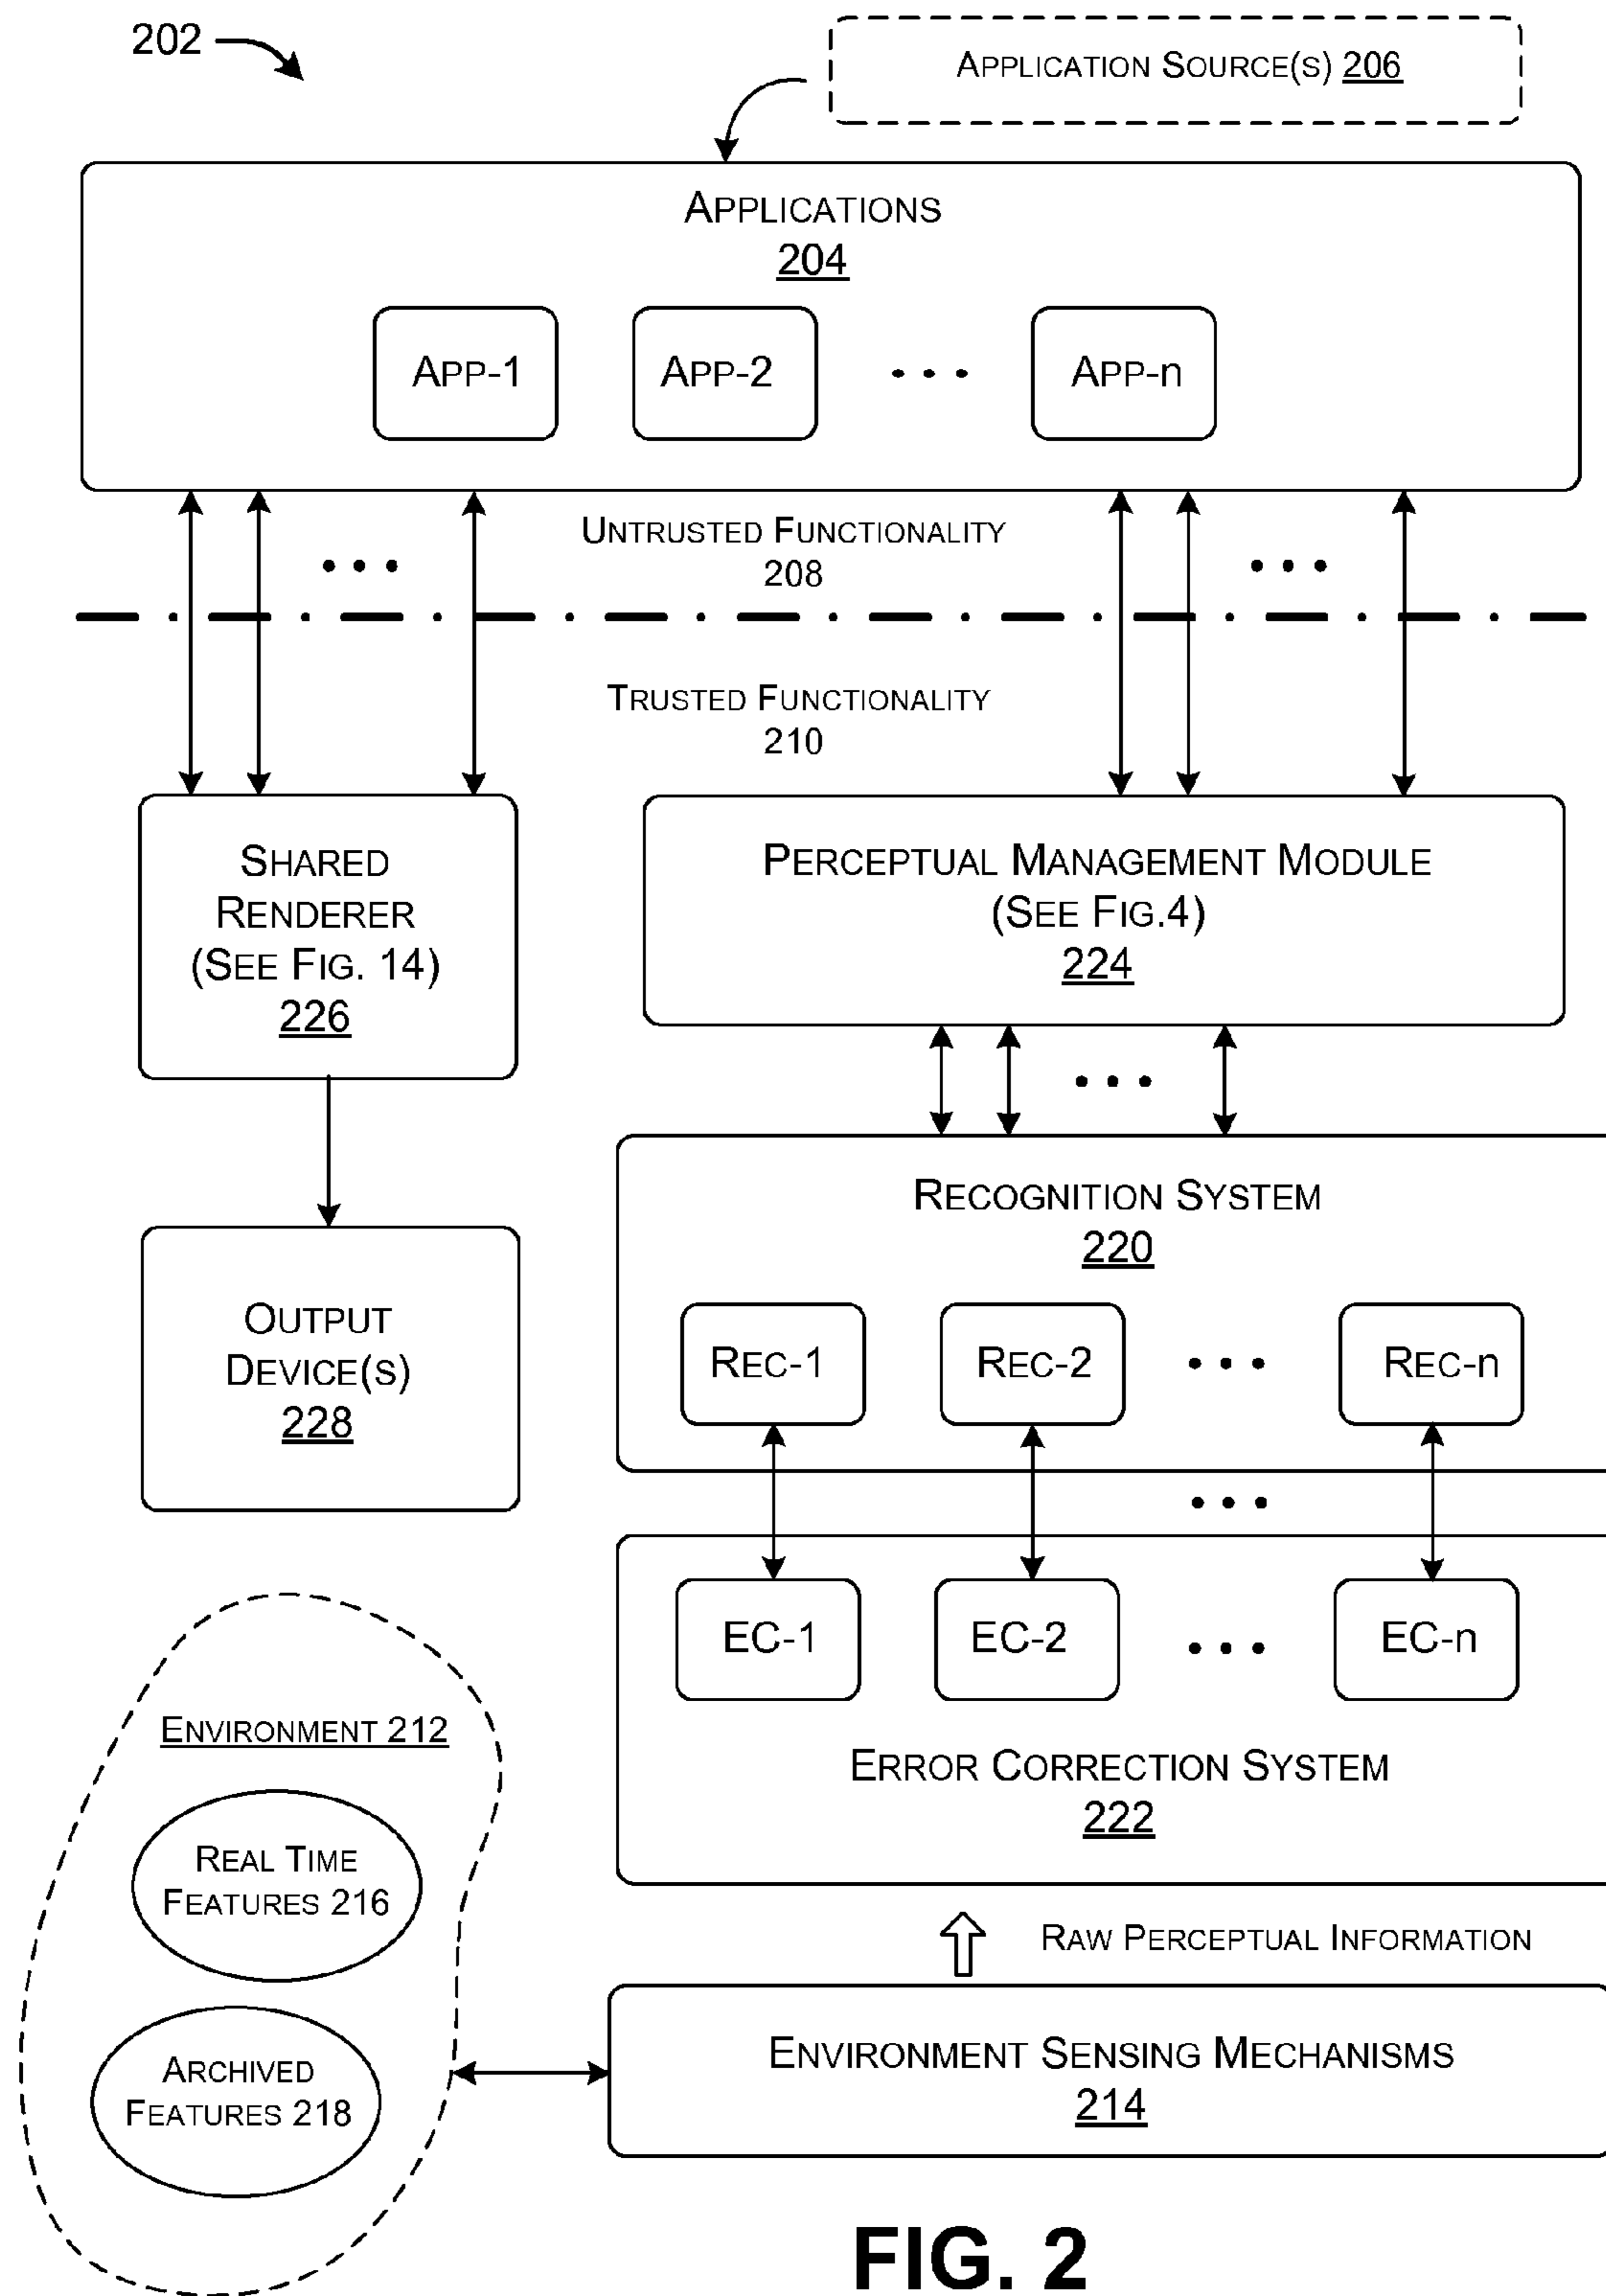 202
APPLICATION SOURCE(S) 206
APPLICATIONS
204
APP-1
APP-2
• • •
APP-n
UNTRUSTED FUNCTIONALITY
208
• • •
• • •
TRUSTED FUNCTIONALITY
210
SHARED
RENDERER
(SEE FIG. 14)
226
PERCEPTUAL MANAGEMENT MODULE
(SEE FIG.4)
224
• • •
OUTPUT
DEVICE(S)
228
RECOGNITION SYSTEM
220
REC-1
REC-2
• • •
REC-n
• • •
EC-1
EC-2
• • •
EC-n
ERROR CORRECTION SYSTEM
222
ENVIRONMENT 212
REAL TIME
FEATURES 216
ARCHIVED
FEATURES 218
RAW PERCEPTUAL INFORMATION
ENVIRONMENT SENSING MECHANISMS
214
FIG. 2